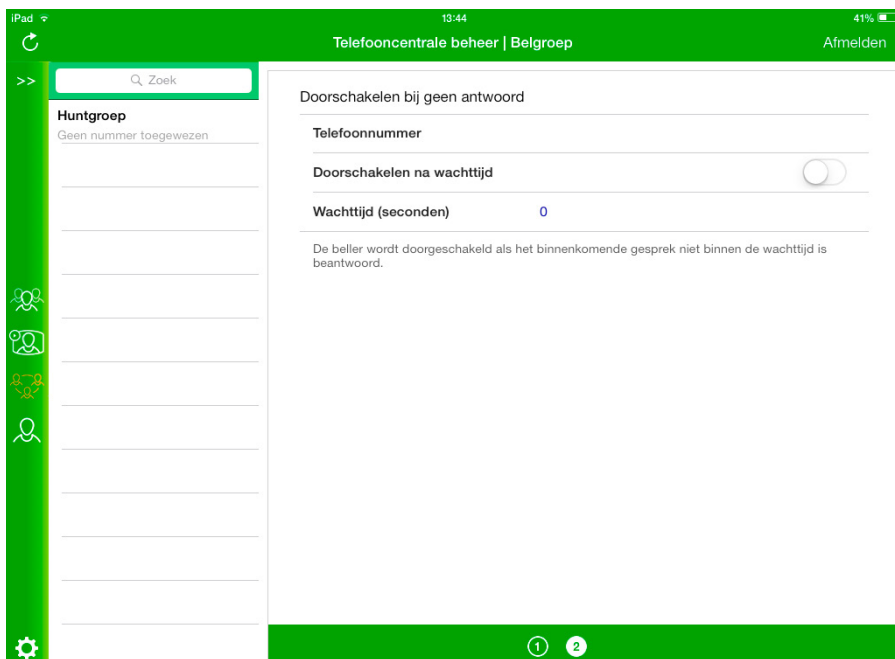 iPad 13:44 41%
Telefooncentrale beheer | Belgroep Afmelden
>> Zoek
Huntgroep
Geen nummer toegewezen
Doorschakelen bij geen antwoord
Telefoonnummer
Doorschakelen na wachttijd
Wachttijd (seconden) 0
De beller wordt doorgeschakeld als het binnenkomende gesprek niet binnen de wachttijd is
beantwoord.
1 2